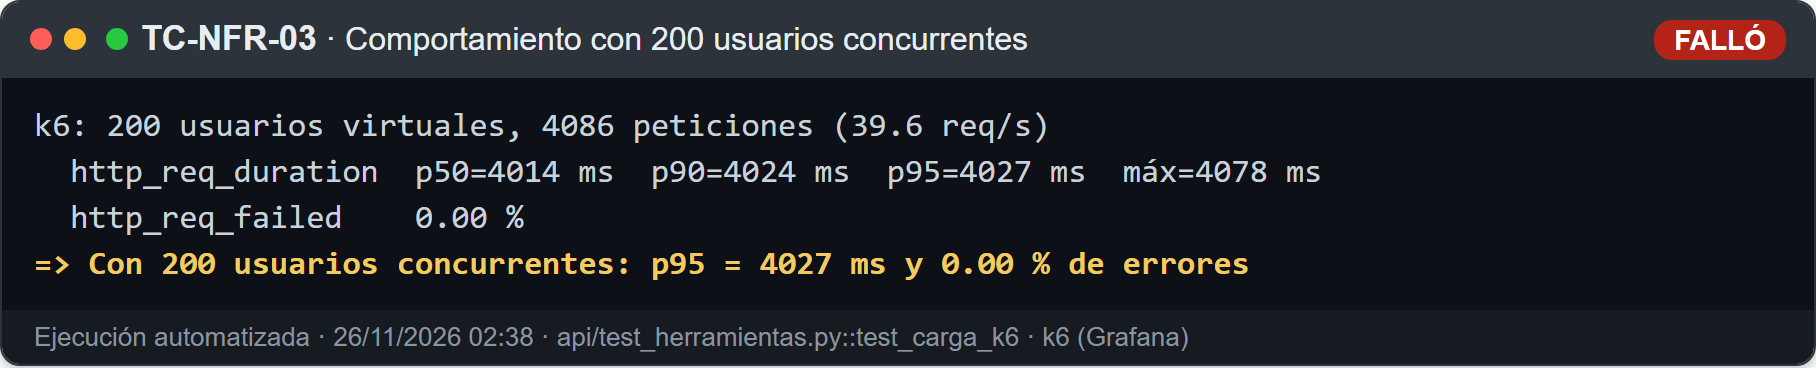 TC-NFR-03 · Comportamiento con 200 usuarios concurrentes
FALLÓ
k6: 200 usuarios virtuales, 4086 peticiones (39.6 req/s)
http_req_duration p50=4014 ms p90=4024 ms p95=4027 ms máx=4078 ms
http_req_failed 0.00 %
=> Con 200 usuarios concurrentes: p95 = 4027 ms y 0.00 % de errores
Ejecución automatizada · 26/11/2026 02:38 · api/test_herramientas.py::test_carga_k6 · k6 (Grafana)